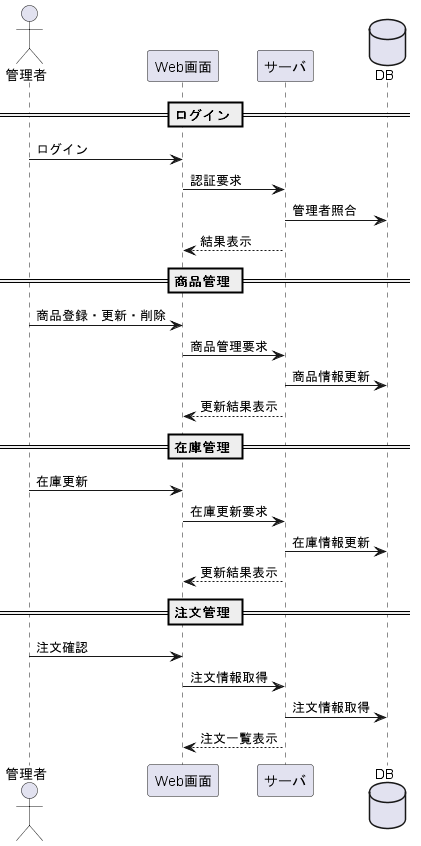 管理者
Web画面
サーバ
DB
ログイン
ログイン
認証要求
管理者照合
結果表示
商品管理
商品登録・更新・削除
商品管理要求
商品情報更新
更新結果表示
在庫管理
在庫更新
在庫更新要求
在庫情報更新
更新結果表示
注文管理
注文確認
注文情報取得
注文情報取得
注文一覧表示
管理者
Web画面
サーバ
DB